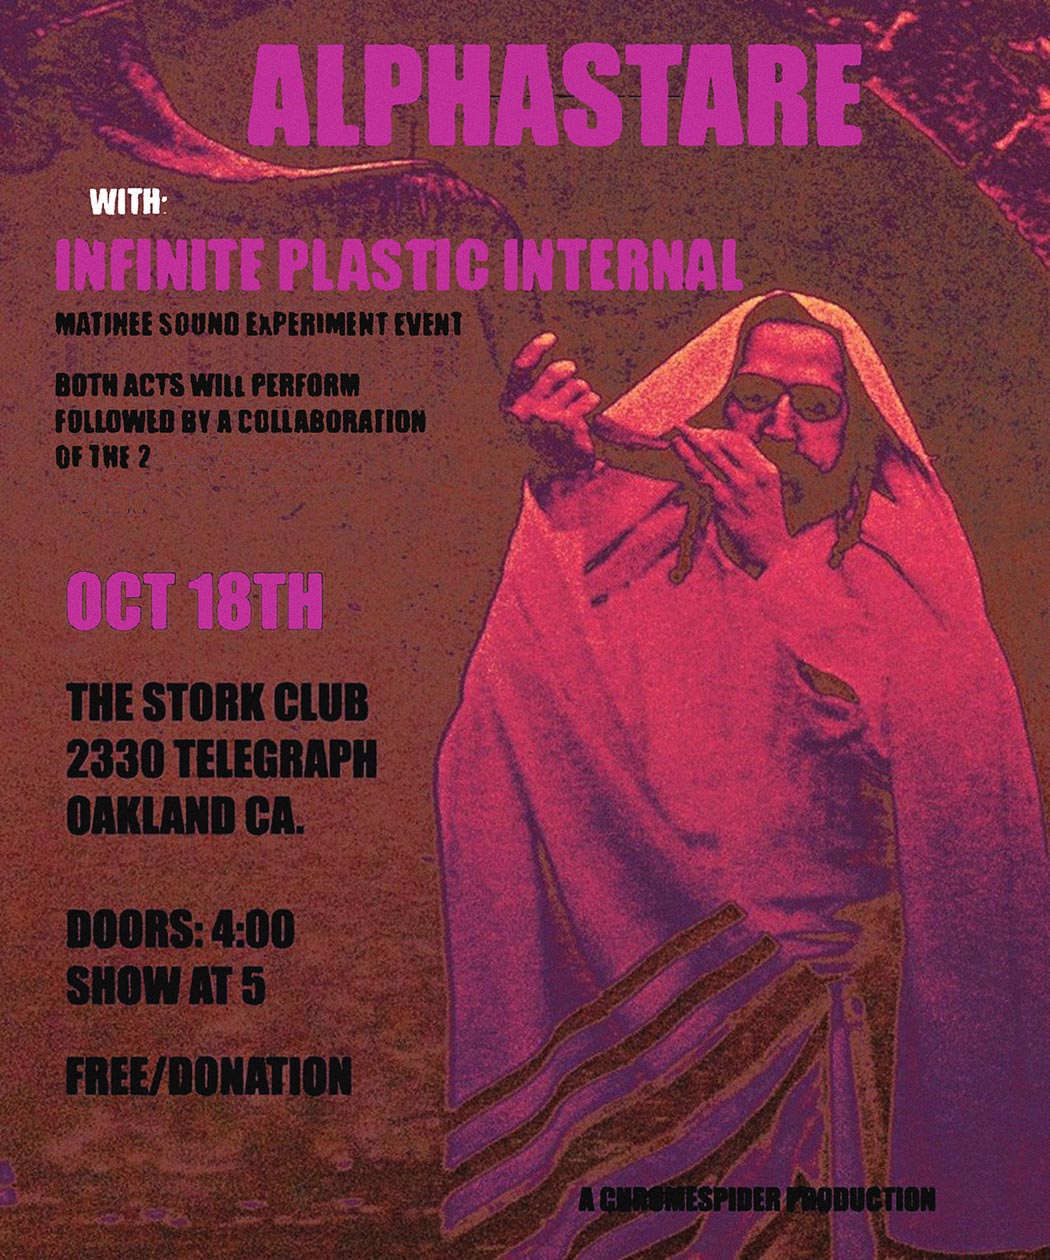 ALPHASTARE
WITH:
INFINITE PLASTIC INTERNAL
MATINEE SOUND EXPERIMENT EVENT
BOTH ACTS WILL PERFORM
FOLLOWED BY A COLLABORATION
OF THE 2
OCT 18TH
THE STORK CLUB
2330 TELEGRAPH
OAKLAND CA.
DOORS: 4:00
SHOW AT 5
FREE/DONATION
A CHROMESPIDER PRODUCTION